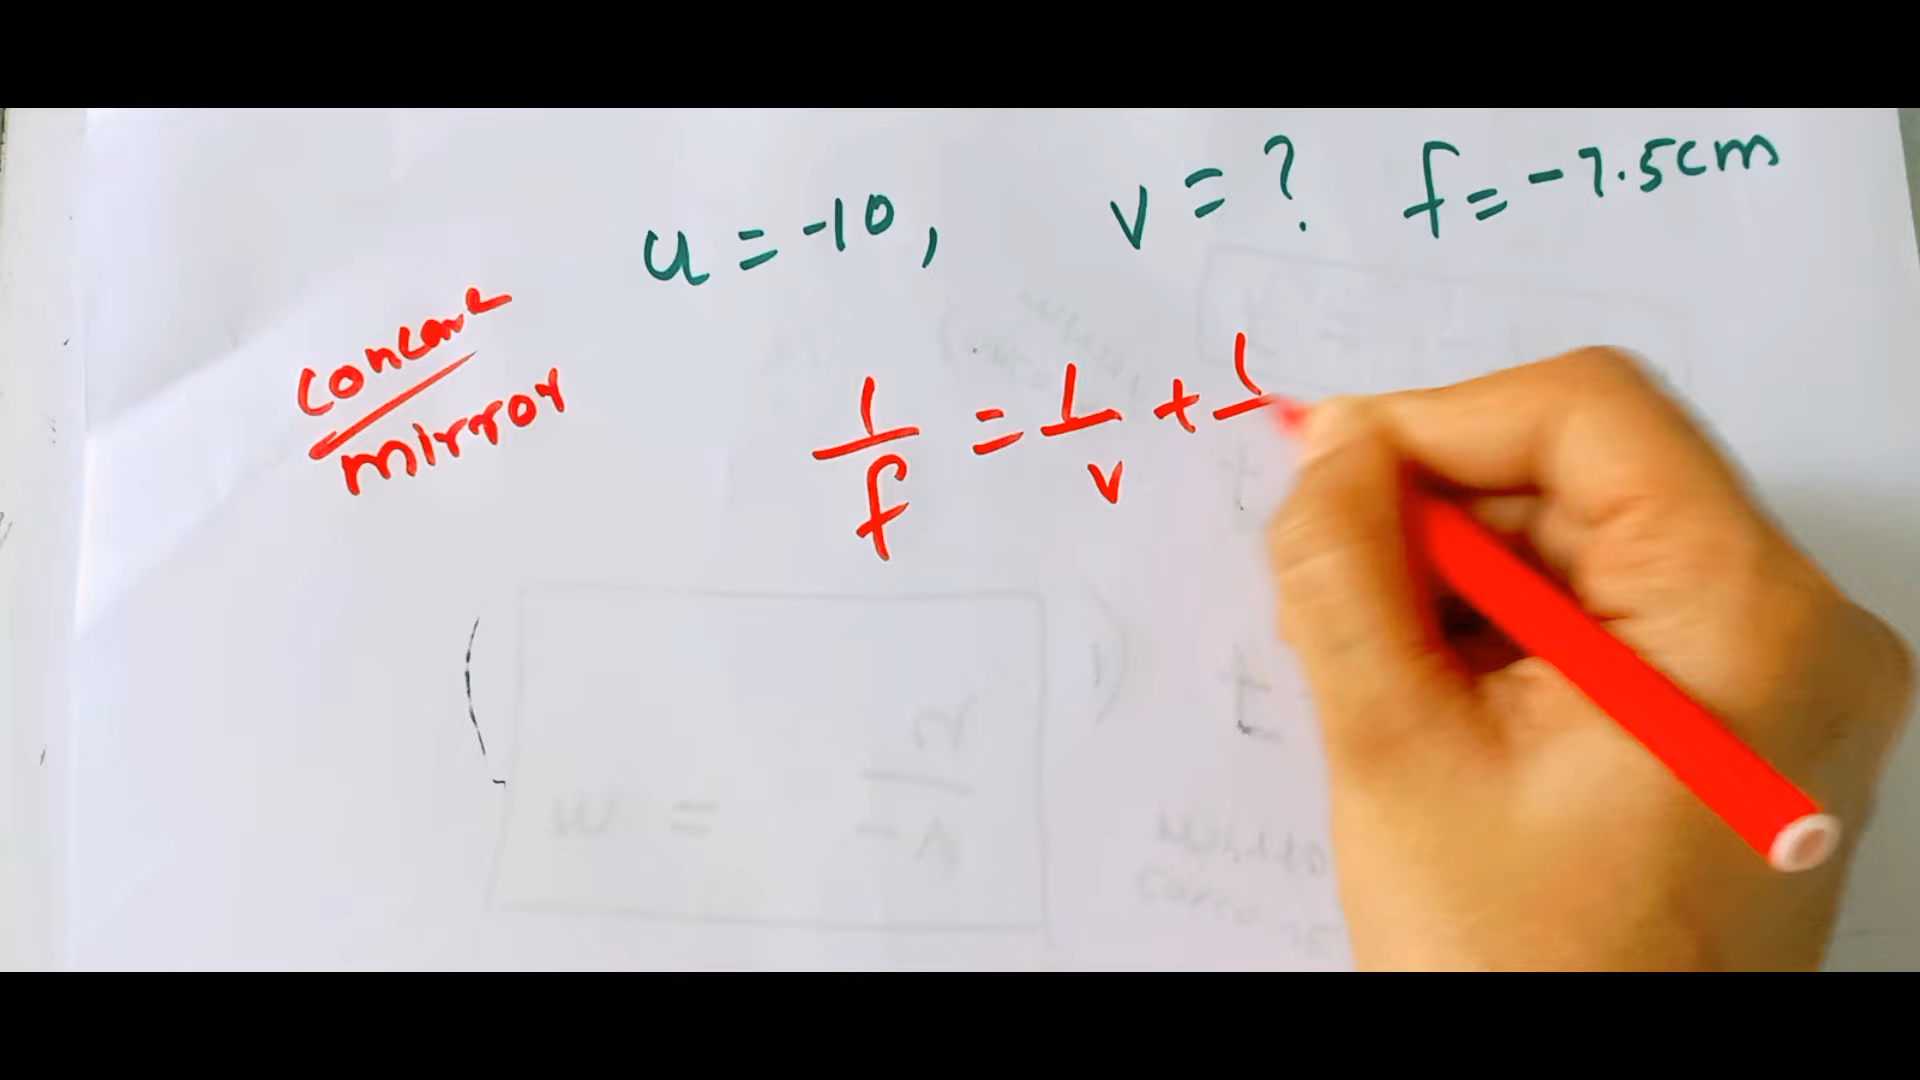 u = -10, v = ? f = -7.5cm
concave
mirror
1/f = 1/v + 1